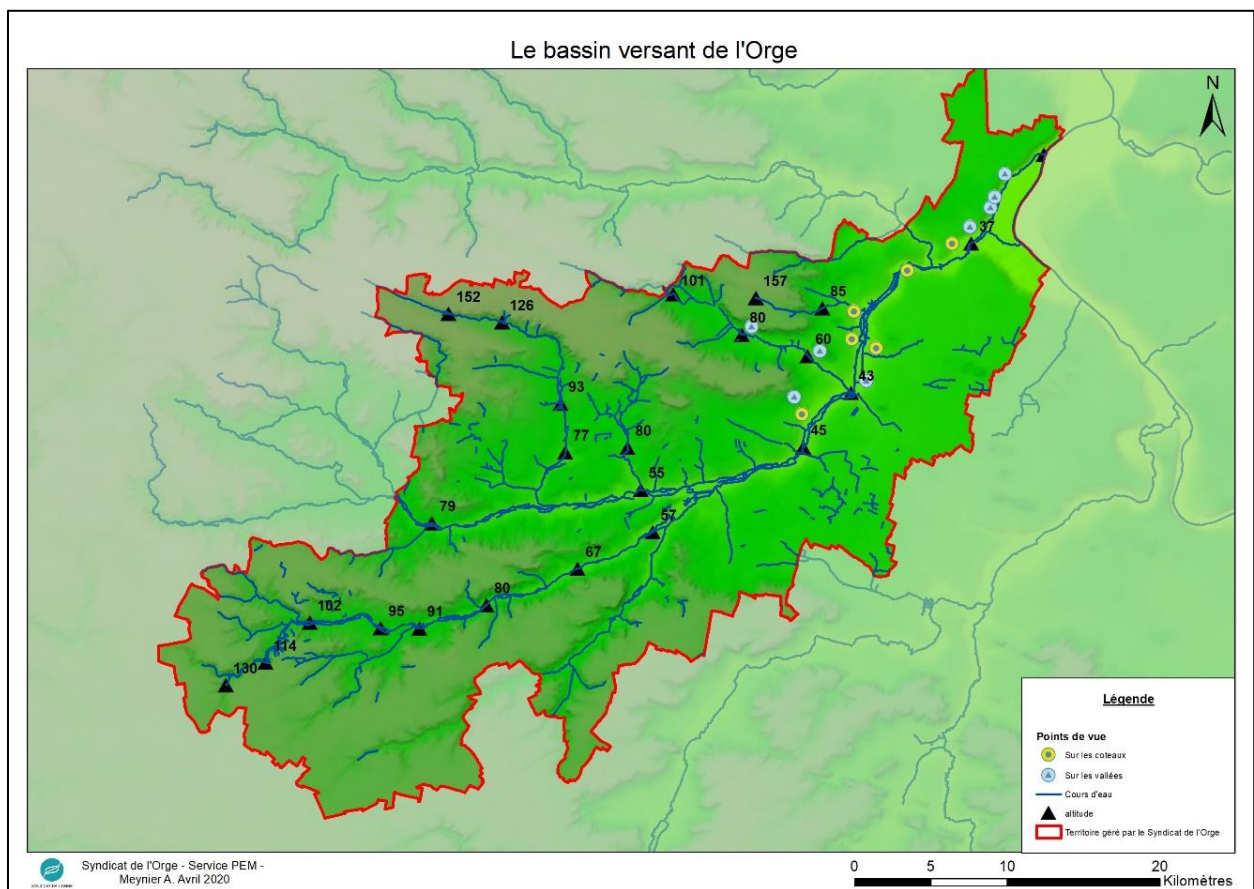 Le bassin versant de l'Orge
N
37
101
157
85
152
126
80
60
93
43
77
80
45
55
79
57
67
80
102
95
91
114
130
Légende
Points de vue
Sur les coteaux
Sur les vallées
Cours d'eau
altitude
Territoire géré par le Syndicat de l'Orge
Syndicat de l'Orge - Service PEM -
Meynier A. Avril 2020
0 5 10 20
Kilomètres